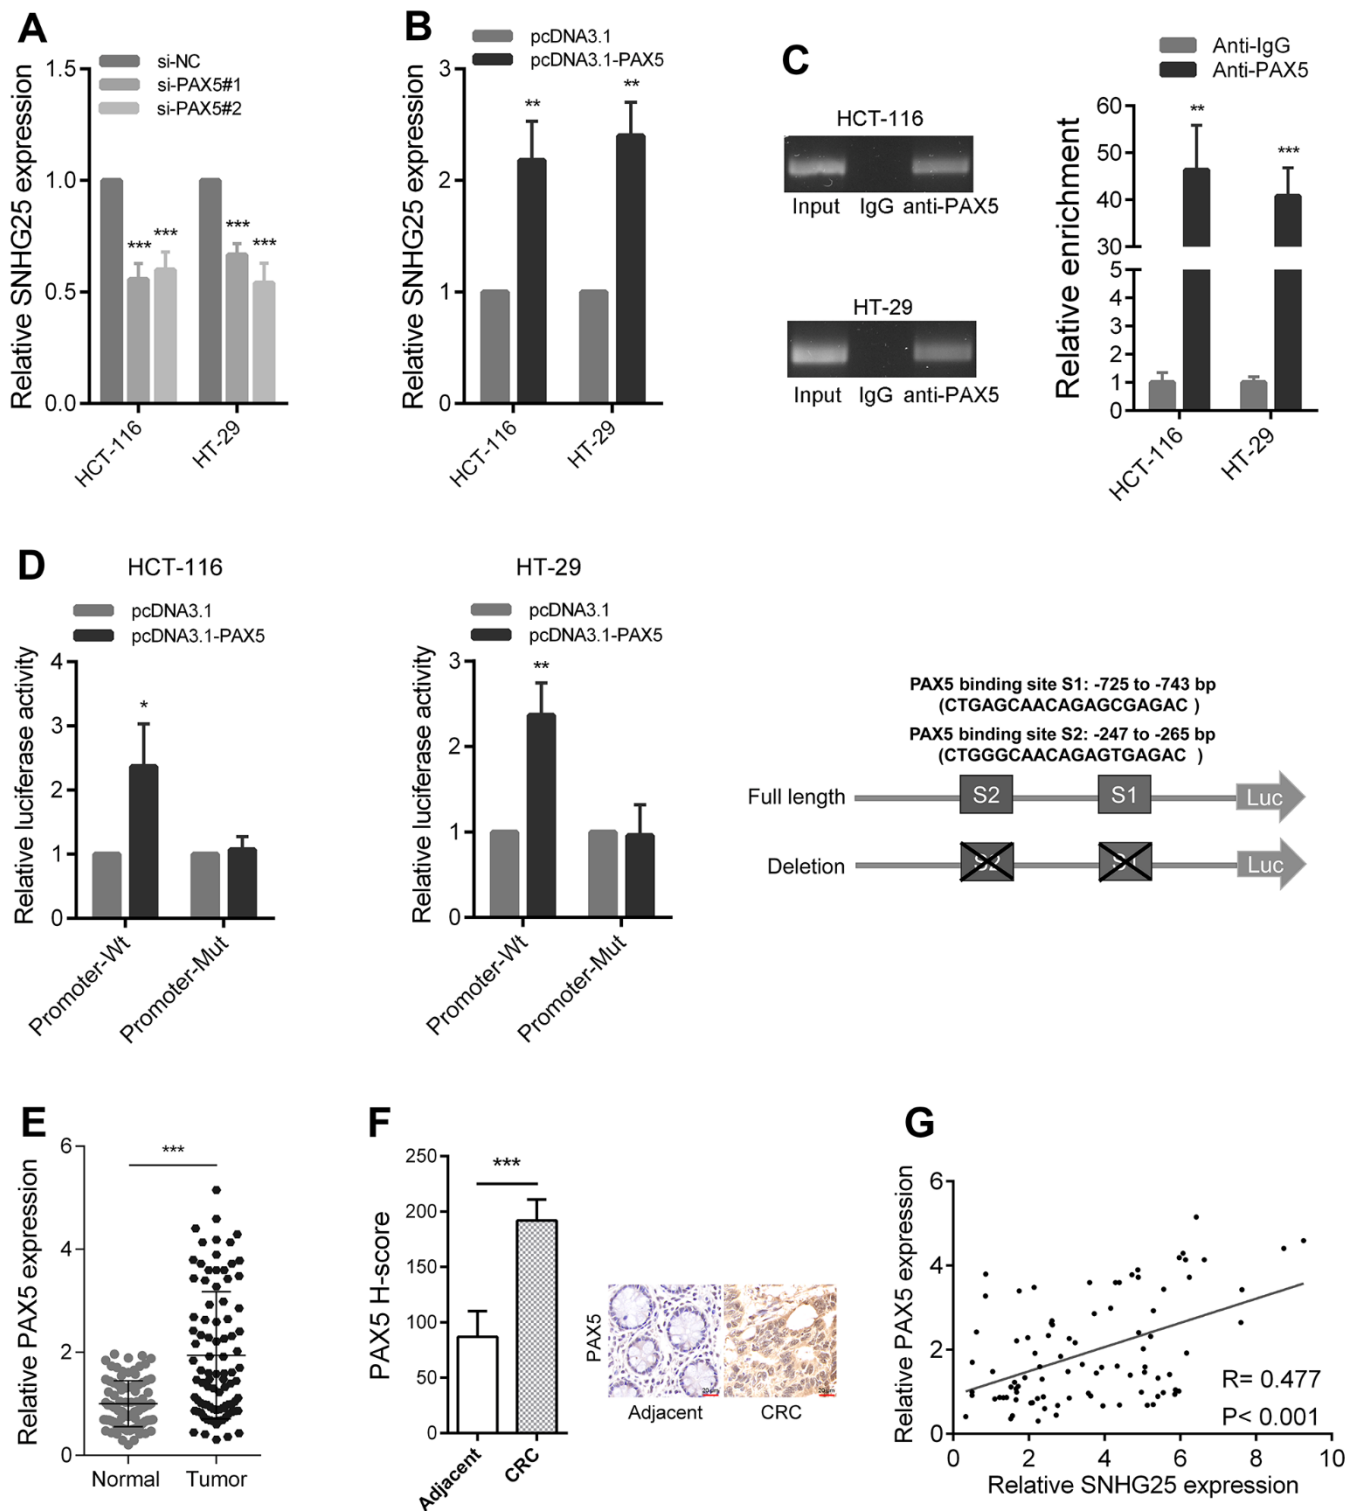 A
si-NC
si-PAX5#1
si-PAX5#2
Relative SNHG25 expression
1.5
1.0
0.5
0.0
***
***
***
***
HCT-116
HT-29
B
pcDNA3.1
pcDNA3.1-PAX5
Relative SNHG25 expression
3
2
1
0
**
**
HCT-116
HT-29
C
HCT-116
Input IgG anti-PAX5
HT-29
Input IgG anti-PAX5
Anti-IgG
Anti-PAX5
Relative enrichment
60
50
40
30
5
4
3
2
1
0
**
***
HCT-116
HT-29
D
HCT-116
pcDNA3.1
pcDNA3.1-PAX5
Relative luciferase activity
4
3
2
1
0
*
Promoter-Wt
Promoter-Mut
HT-29
pcDNA3.1
pcDNA3.1-PAX5
Relative luciferase activity
3
2
1
0
**
Promoter-Wt
Promoter-Mut
PAX5 binding site S1: -725 to -743 bp
(CTGAGCAACAGAGCGAGAC )
PAX5 binding site S2: -247 to -265 bp
(CTGGGCAACAGAGTGAGAC )
Full length S2 S1 Luc
Deletion S2 S1 Luc
E
Relative PAX5 expression
6
4
2
0
***
Normal Tumor
F
PAX5 H-score
250
200
150
100
50
0
***
Adjacent
CRC
PAX5
20μm
20μm
Adjacent CRC
G
Relative PAX5 expression
6
4
2
0
R= 0.477
P< 0.001
0 2 4 6 8 10
Relative SNHG25 expression